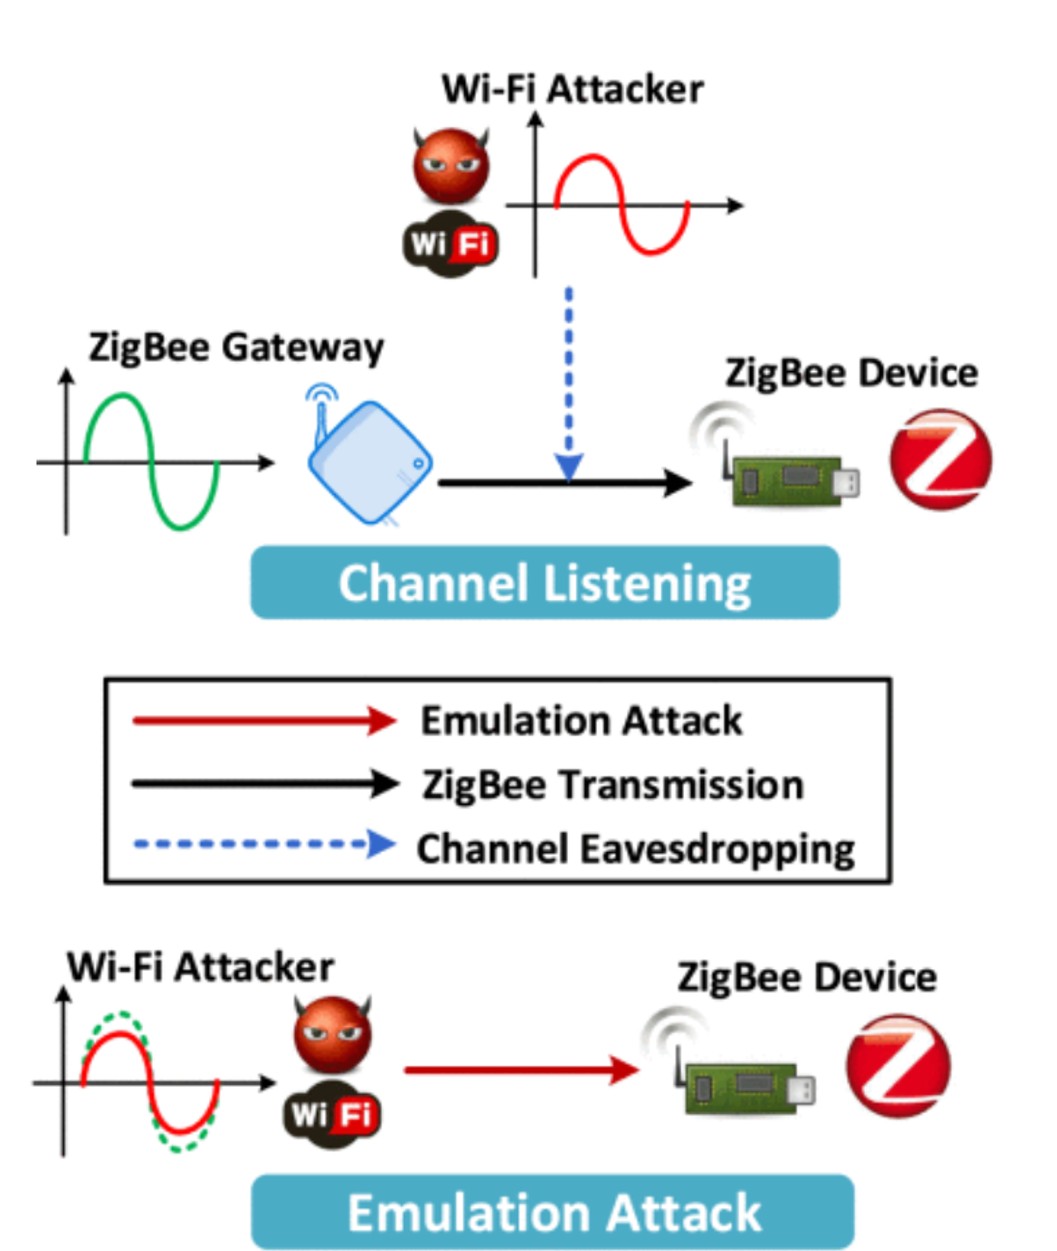 Wi-Fi Attacker
Wi Fi
ZigBee Gateway
ZigBee Device
Channel Listening
Emulation Attack
ZigBee Transmission
Channel Eavesdropping
Wi-Fi Attacker
ZigBee Device
Wi Fi
Emulation Attack